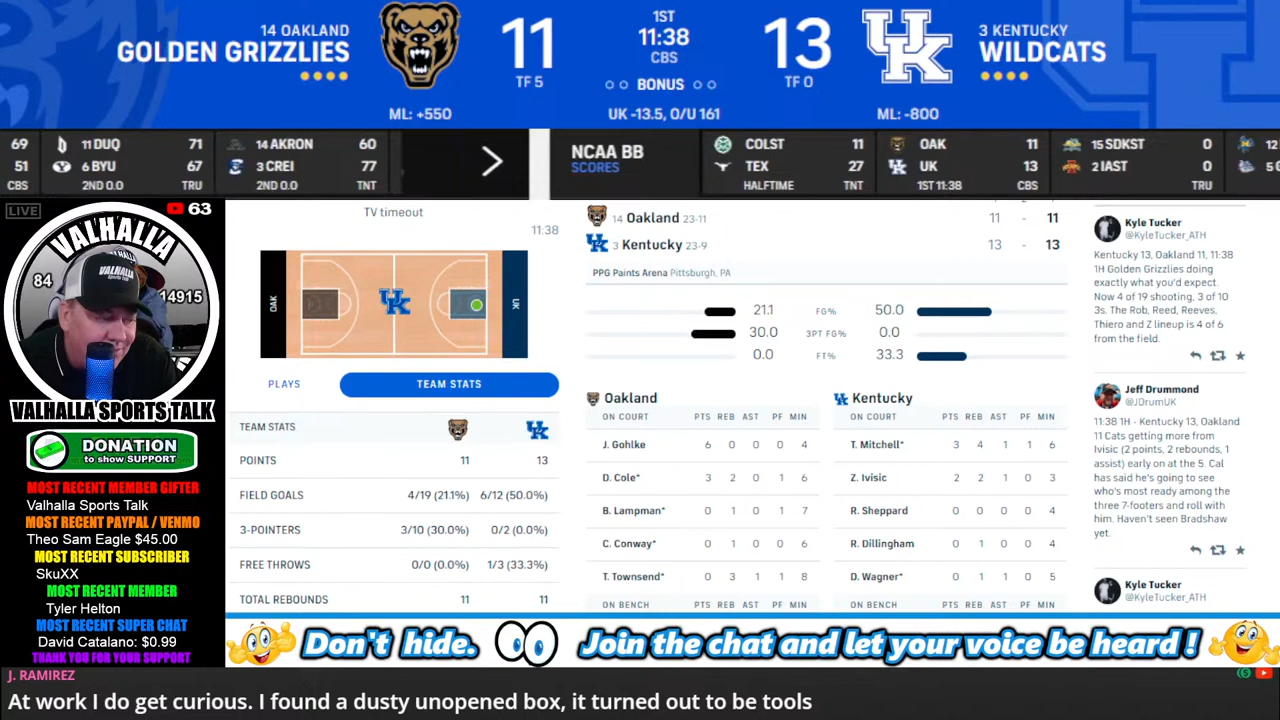 14 OAKLAND
GOLDEN GRIZZLIES
11
TF 5
ML: +550
1ST
11:38
CBS
BONUS
UK -13.5, O/U 161
13
TF 0
UK
3 KENTUCKY
WILDCATS
ML: -800
69
51
CBS
11 DUQ 71
6 BYU 67
2ND 0.0 TRU
14 AKRON 60
3 CREI 77
2ND 0.0 TNT
NCAA BB
SCORES
COLST 11
TEX 27
HALFTIME TNT
OAK 11
UK 13
1ST 11:38 CBS
15 SDKST 0
2 IAST 0
TRU
12
LIVE
63
VALHALLA
84
14915
VALHALLA SPORTS TALK
DONATION
to show SUPPORT
MOST RECENT MEMBER GIFTER
Valhalla Sports Talk
MOST RECENT PAYPAL / VENMO
Theo Sam Eagle $45.00
MOST RECENT SUBSCRIBER
SkuXX
MOST RECENT MEMBER
Tyler Helton
MOST RECENT SUPER CHAT
David Catalano: $0.99
THANK YOU FOR YOUR SUPPORT
TV timeout
11:38
OAK
UK
UK
PLAYS
TEAM STATS
TEAM STATS
POINTS 11 13
FIELD GOALS 4/19 (21.1%) 6/12 (50.0%)
3-POINTERS 3/10 (30.0%) 0/2 (0.0%)
FREE THROWS 0/0 (0.0%) 1/3 (33.3%)
TOTAL REBOUNDS 11 11
14 Oakland 23-11 11 - 11
3 Kentucky 23-9 13 - 13
PPG Paints Arena Pittsburgh, PA
21.1 FG% 50.0
30.0 3PT FG% 0.0
0.0 FT% 33.3
Oakland
ON COURT PTS REB AST PF MIN
J. Gohlke 6 0 0 0 4
D. Cole* 3 2 0 1 6
B. Lampman* 0 1 0 1 7
C. Conway* 0 1 0 0 6
T. Townsend* 0 3 1 1 8
ON BENCH PTS REB AST PF MIN
Kentucky
ON COURT PTS REB AST PF MIN
T. Mitchell* 3 4 1 1 6
Z. Ivisic 2 2 1 0 3
R. Sheppard 0 0 0 0 4
R. Dillingham 0 1 0 0 4
D. Wagner* 0 1 1 0 5
ON BENCH PTS REB AST PF MIN
Kyle Tucker
@KyleTucker_ATH
Kentucky 13, Oakland 11, 11:38
1H Golden Grizzlies doing
exactly what you'd expect.
Now 4 of 19 shooting, 3 of 10
3s. The Rob, Reed, Reeves,
Thiero and Z lineup is 4 of 6
from the field.
Jeff Drummond
@JDrumUK
11:38 1H - Kentucky 13, Oakland
11 Cats getting more from
Ivisic (2 points, 2 rebounds, 1
assist) early on at the 5. Cal
has said he's going to see
who's most ready among the
three 7-footers and roll with
him. Haven't seen Bradshaw
yet.
Kyle Tucker
@KyleTucker_ATH
Don't hide.
Join the chat and let your voice be heard !
J. RAMIREZ
At work I do get curious. I found a dusty unopened box, it turned out to be tools